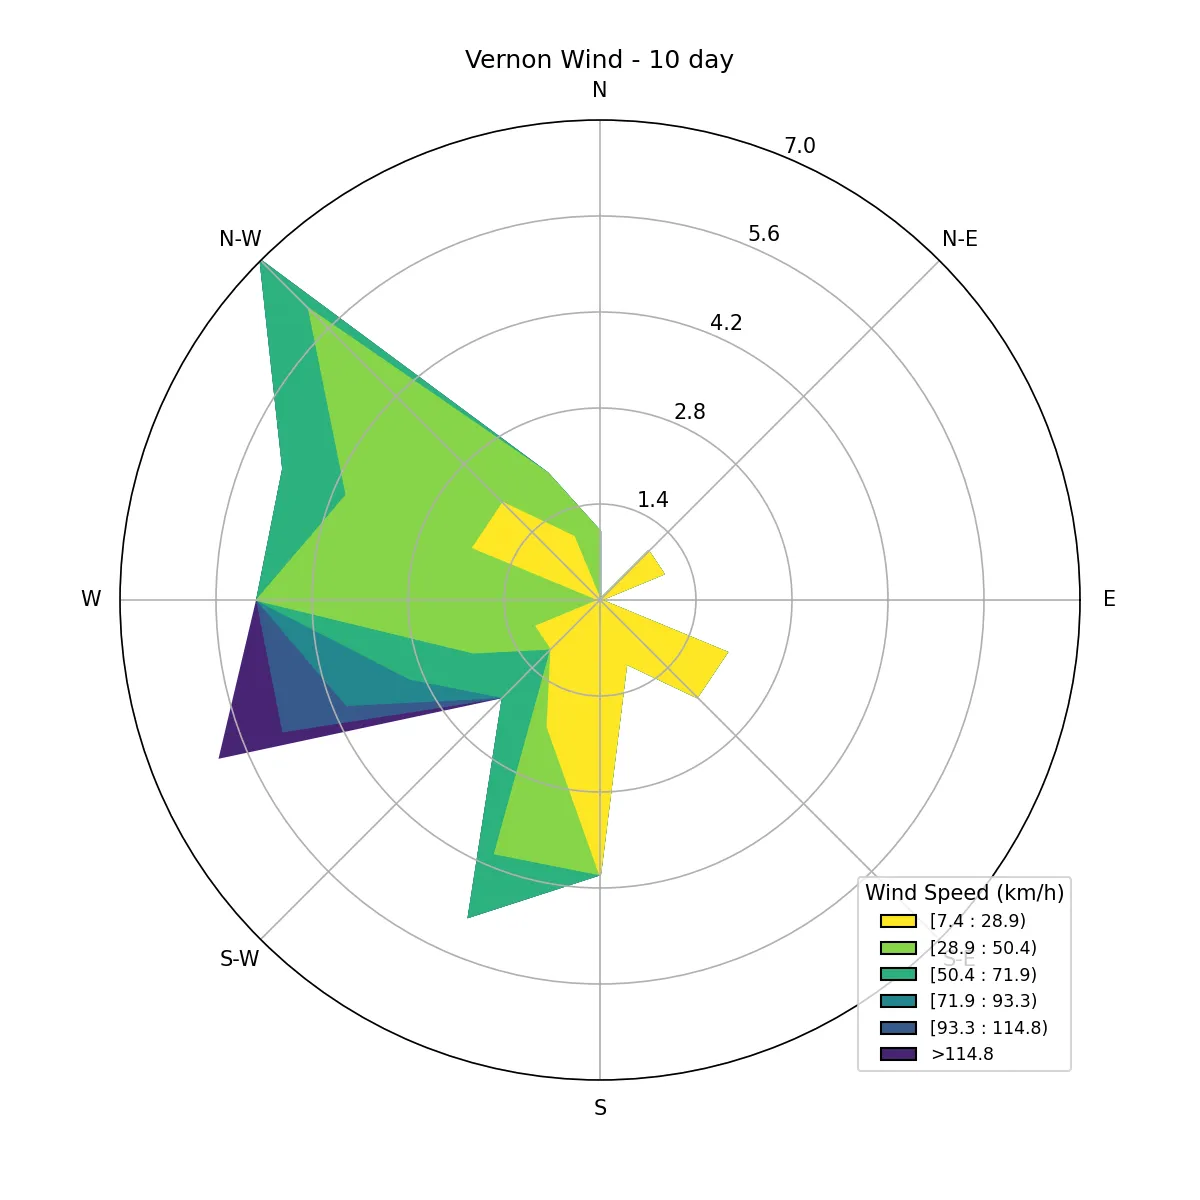 Vernon Wind - 10 day
N
7.0
N-W
5.6
N-E
4.2
2.8
1.4
W
E
Wind Speed (km/h)
[7.4 : 28.9)
[28.9 : 50.4)
S-W
S-E
[50.4 : 71.9)
[71.9 : 93.3)
[93.3 : 114.8)
>114.8
S